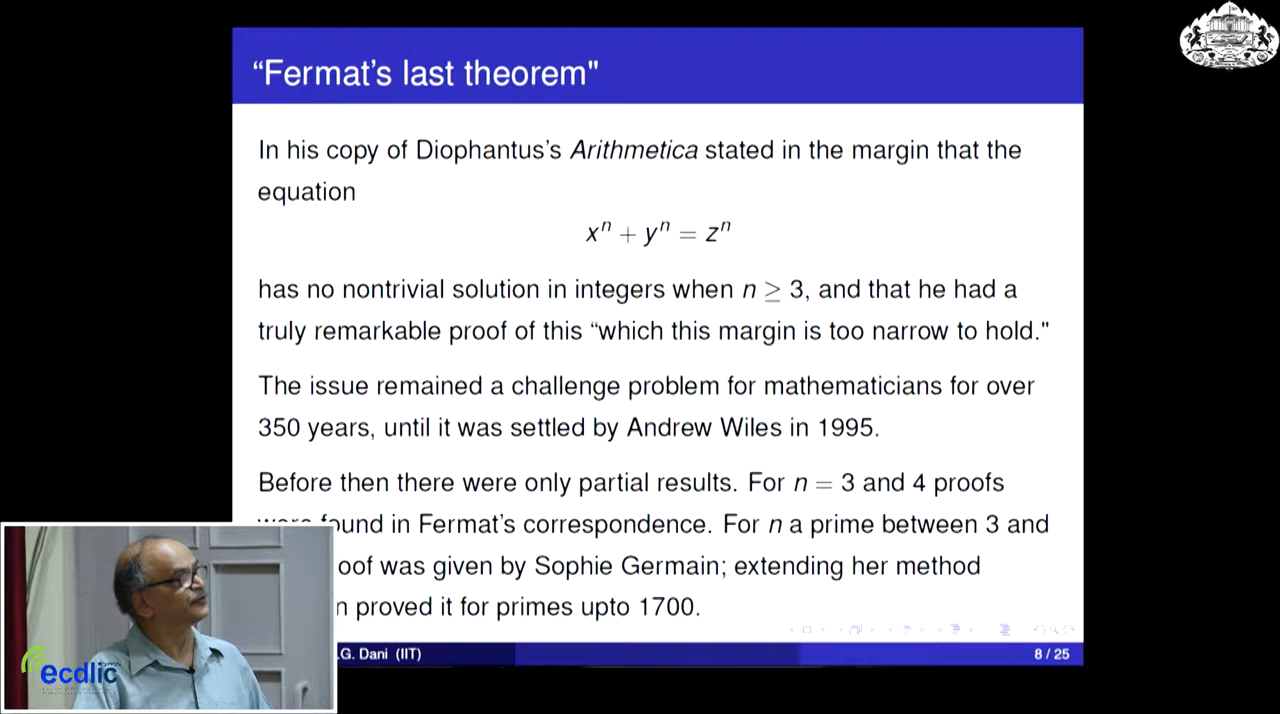 “Fermat’s last theorem"
In his copy of Diophantus’s Arithmetica stated in the margin that the
equation
xⁿ + yⁿ = zⁿ
has no nontrivial solution in integers when n ≥ 3, and that he had a
truly remarkable proof of this “which this margin is too narrow to hold."
The issue remained a challenge problem for mathematicians for over
350 years, until it was settled by Andrew Wiles in 1995.
Before then there were only partial results. For n = 3 and 4 proofs
found in Fermat’s correspondence. For n a prime between 3 and
was given by Sophie Germain; extending her method
proved it for primes upto 1700.
.G. Dani (IIT)
8 / 25
ecdlic